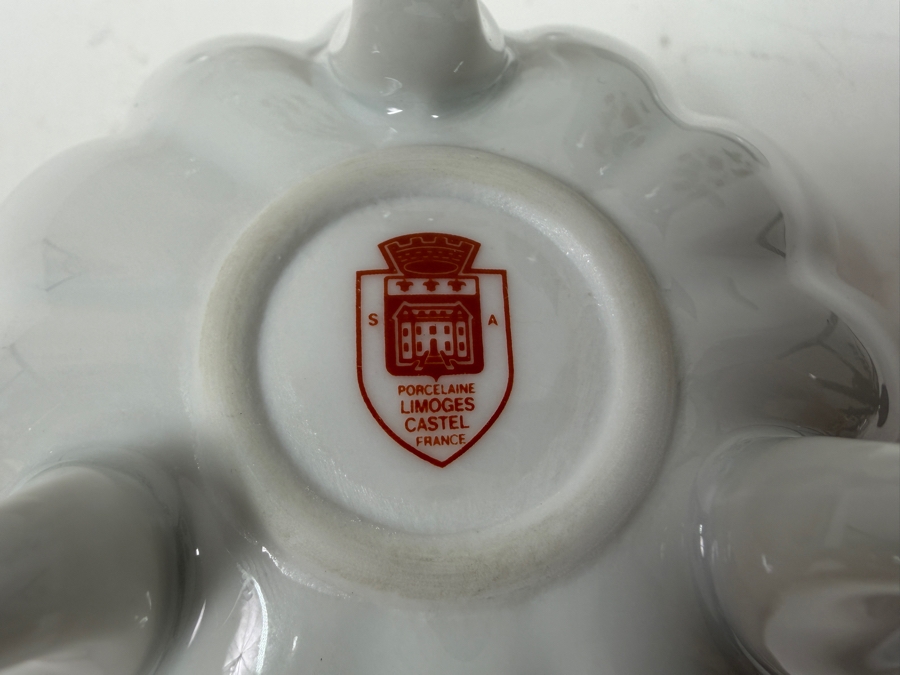 S A
PORCELAINE
LIMOGES
CASTEL
FRANCE